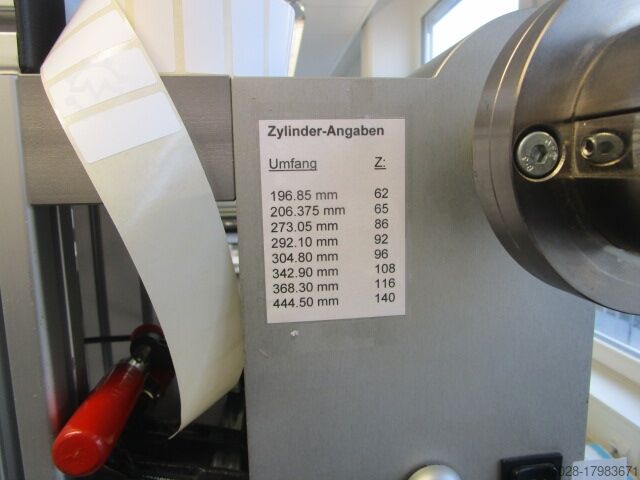 Zylinder-Angaben
Umfang Z:
196.85 mm 62
206.375 mm 65
273.05 mm 86
292.10 mm 92
304.80 mm 96
342.90 mm 108
368.30 mm 116
444.50 mm 140
028-17983671